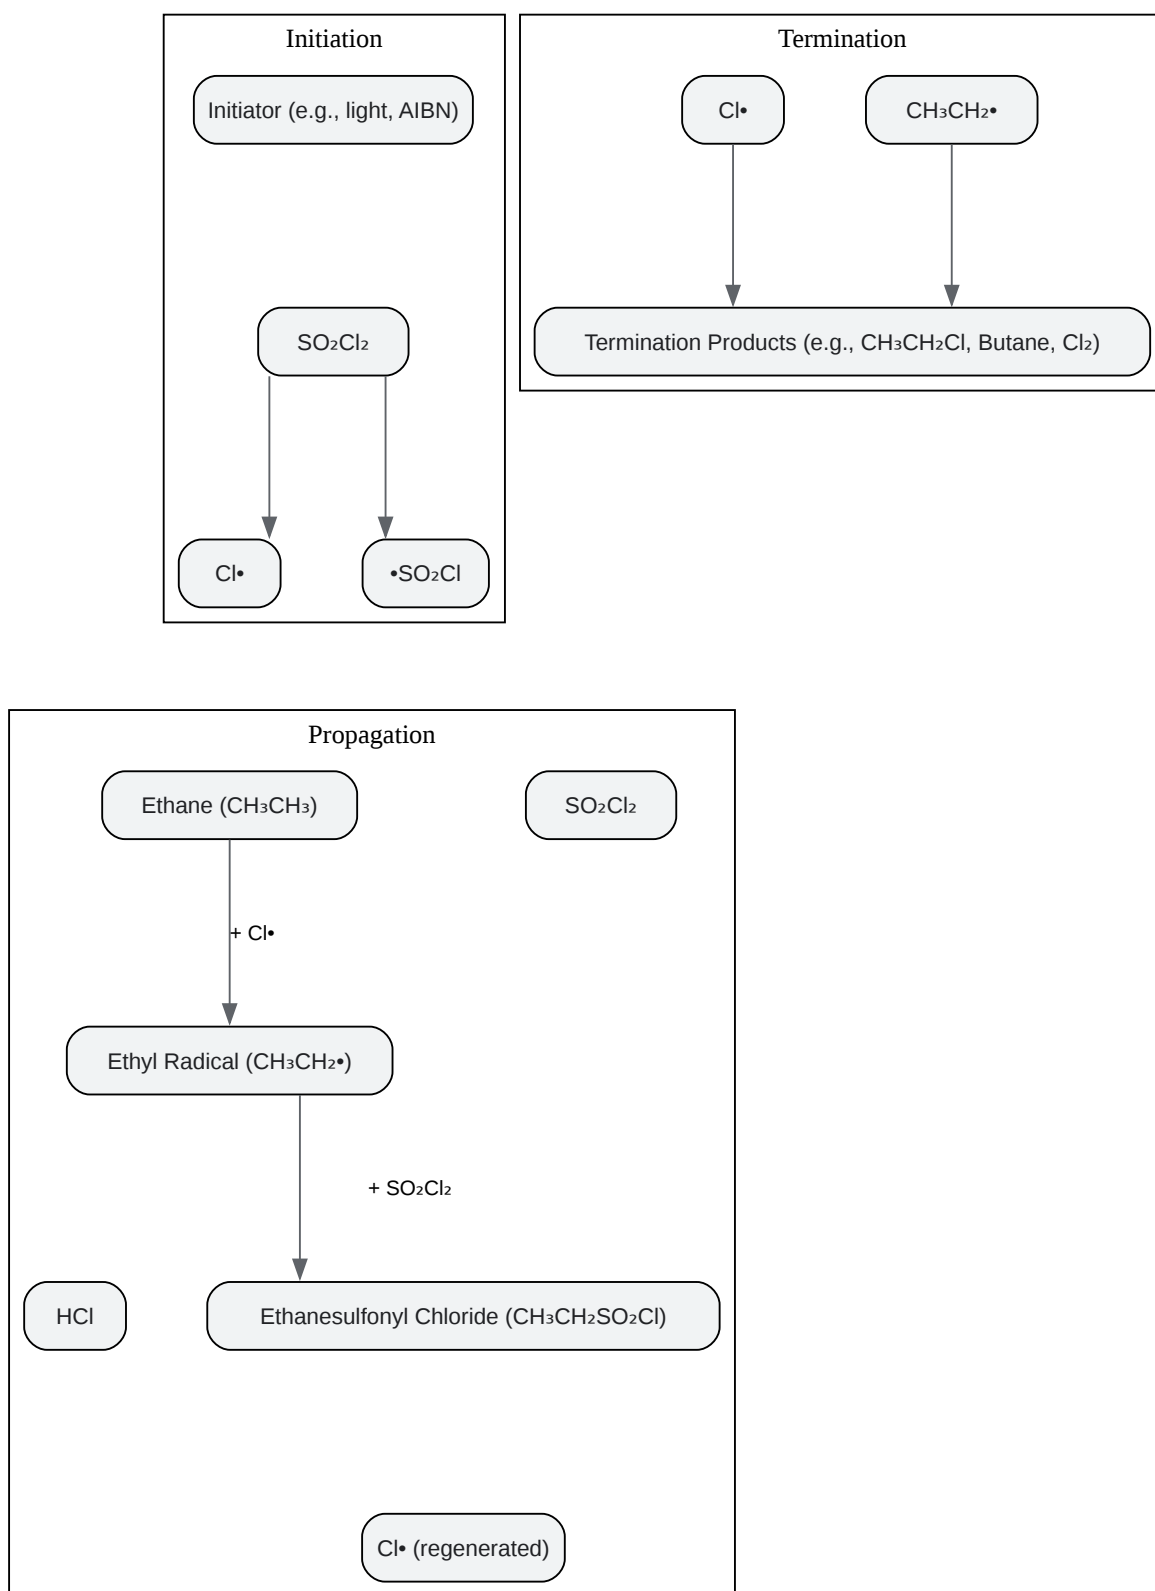 Initiation
Initiator (e.g., light, AIBN)
SO₂Cl₂
Cl•
•SO₂Cl
Termination
Cl•
CH₃CH₂•
Termination Products (e.g., CH₃CH₂Cl, Butane, Cl₂)
Propagation
Ethane (CH₃CH₃)
SO₂Cl₂
+ Cl•
Ethyl Radical (CH₃CH₂•)
+ SO₂Cl₂
HCl
Ethanesulfonyl Chloride (CH₃CH₂SO₂Cl)
Cl• (regenerated)